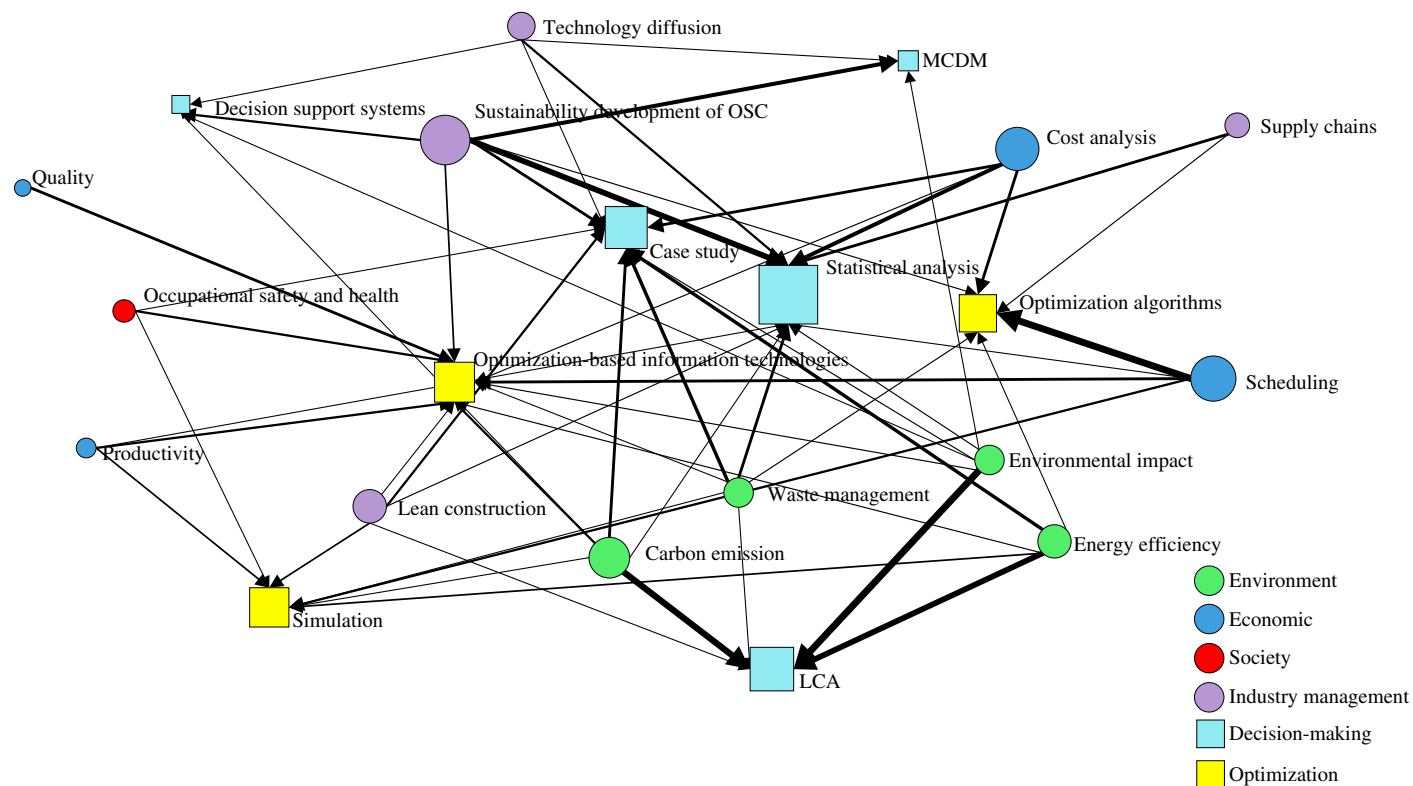 Technology diffusion
MCDM
Decision support systems
Sustainability development of OSC
Cost analysis
Supply chains
Quality
Case study
Statistical analysis
Occupational safety and health
Optimization algorithms
Optimization-based information technologies
Scheduling
Productivity
Environmental impact
Waste management
Lean construction
Carbon emission
Energy efficiency
Simulation
LCA
Environment
Economic
Society
Industry management
Decision-making
Optimization